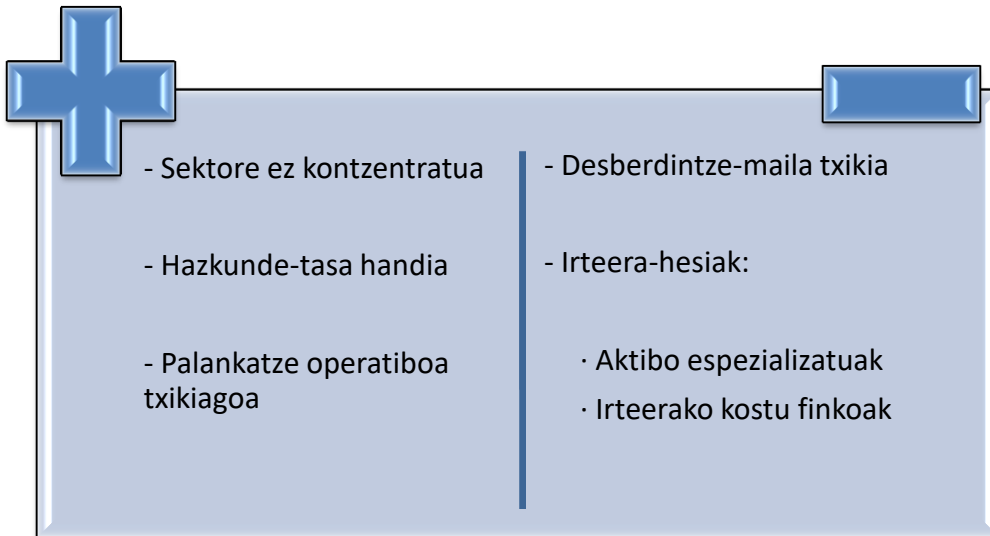 - Sektore ez kontzentratua
- Hazkunde-tasa handia
- Palankatze operatiboa
txikiagoa
- Desberdintze-maila txikia
- Irteera-hesiak:
· Aktibo espezializatuak
· Irteerako kostu finkoak